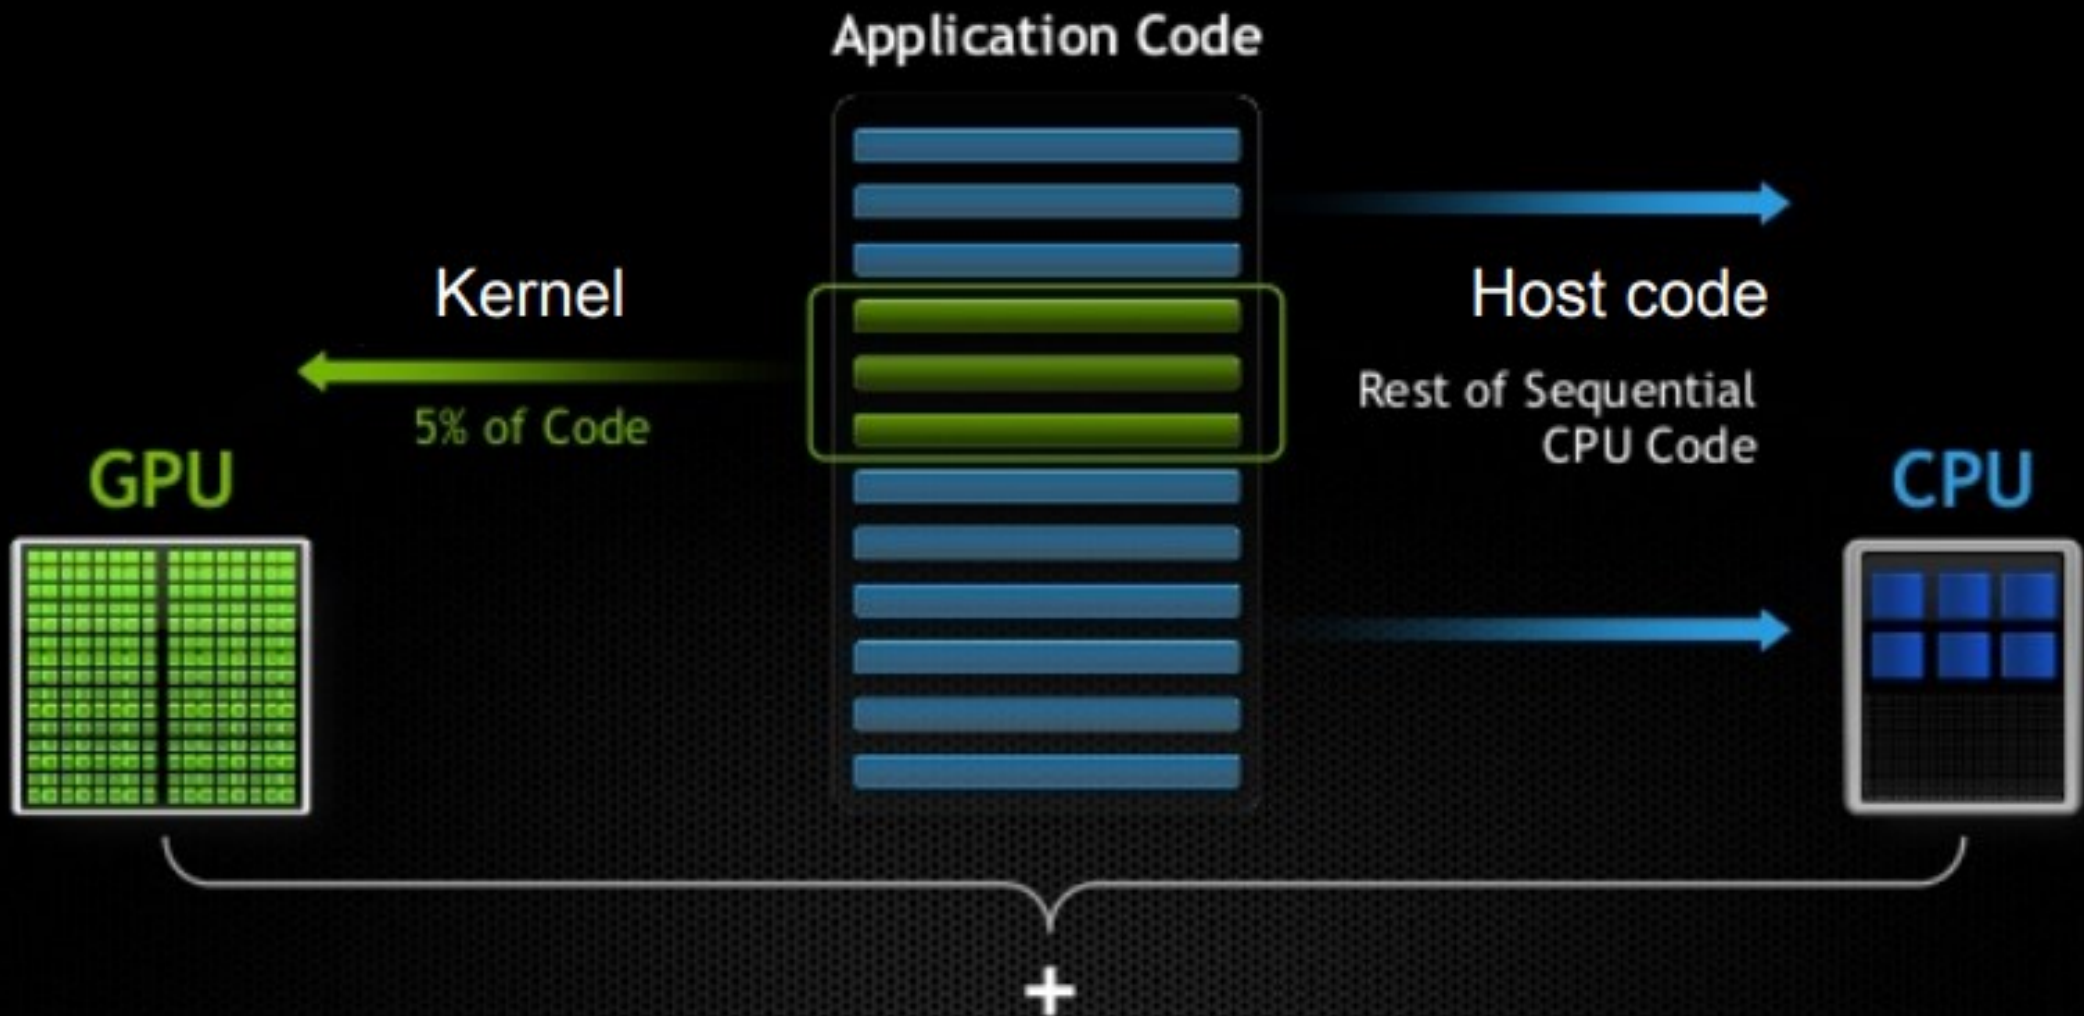 Application Code
Kernel
Host code
5% of Code
Rest of Sequential
CPU Code
GPU
CPU
+